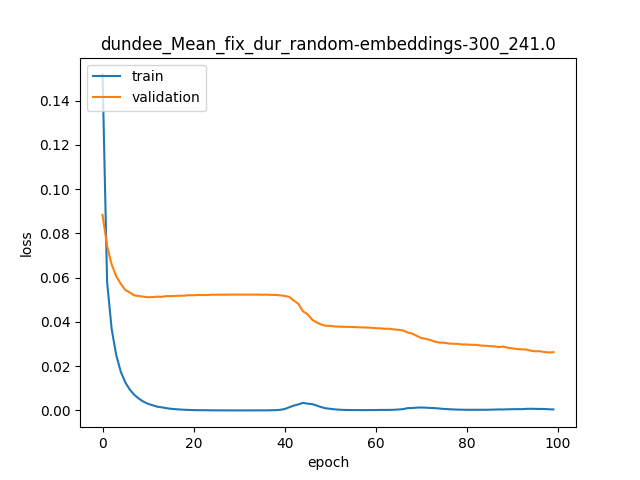 dundee_Mean_fix_dur_random-embeddings-300_241.0
train
validation
0.14
0.12
0.10
0.08
0.06
0.04
0.02
0.00
loss
0 20 40 60 80 100
epoch